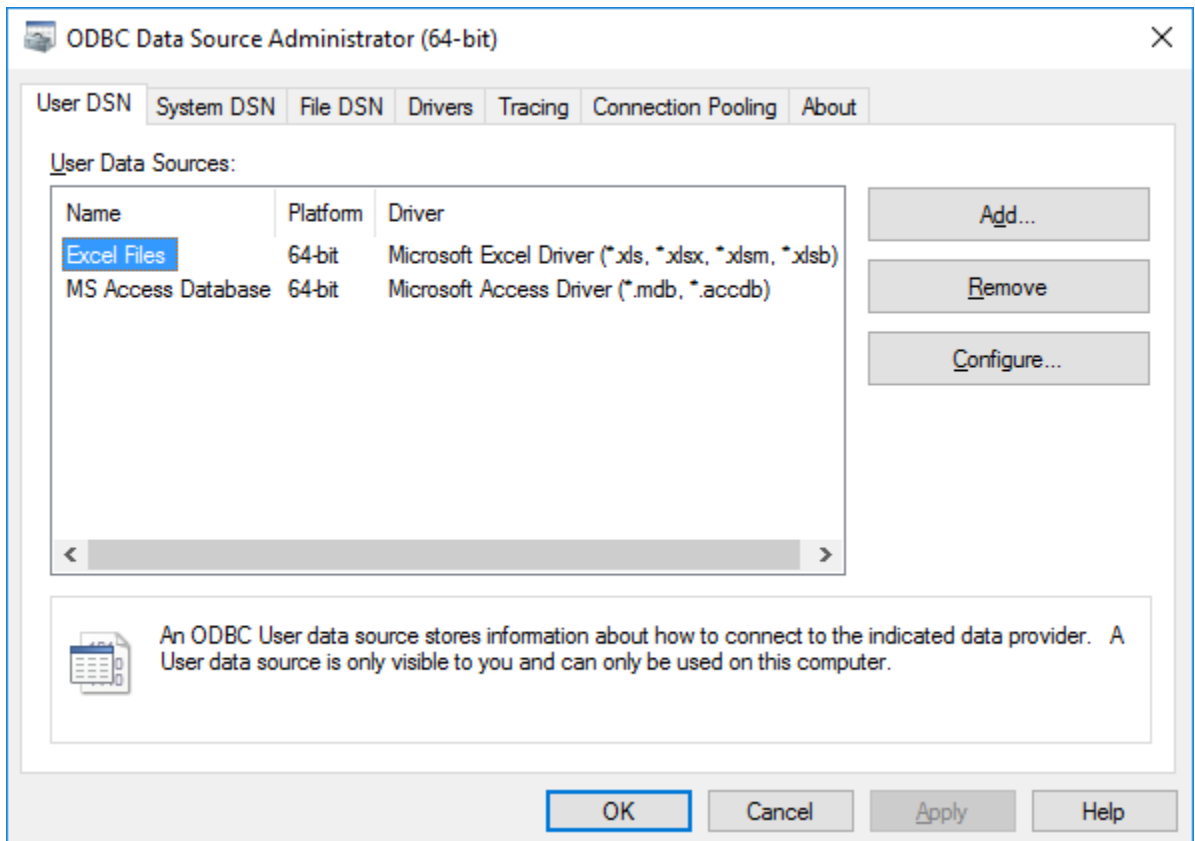 ODBC Data Source Administrator (64-bit)
User DSN System DSN File DSN Drivers Tracing Connection Pooling About
User Data Sources:
Name Platform Driver
Excel Files 64-bit Microsoft Excel Driver (*.xls, *.xlsx, *.xlsm, *.xlsb)
MS Access Database 64-bit Microsoft Access Driver (*.mdb, *.accdb)
Add...
Remove
Configure...
An ODBC User data source stores information about how to connect to the indicated data provider. A
User data source is only visible to you and can only be used on this computer.
OK Cancel Apply Help